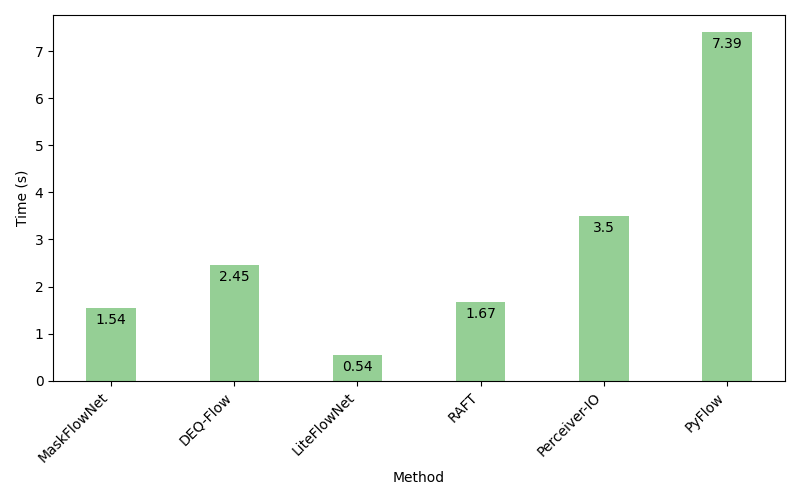 7
6
5
4
3
2
1
0
Time (s)
1.54
2.45
0.54
1.67
3.5
7.39
MaskFlowNet
DEQ-Flow
LiteFlowNet
RAFT
Perceiver-IO
PyFlow
Method